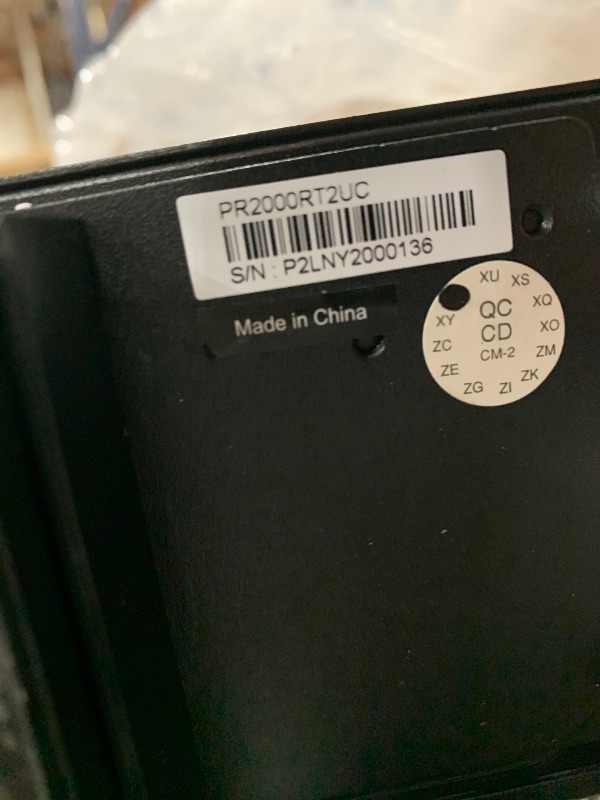 PR2000RT2UC
S/N : P2LNY2000136
Made in China
XU XS
XQ
XY QC XO
ZC CD
CM-2 ZM
ZE ZK
ZG ZI